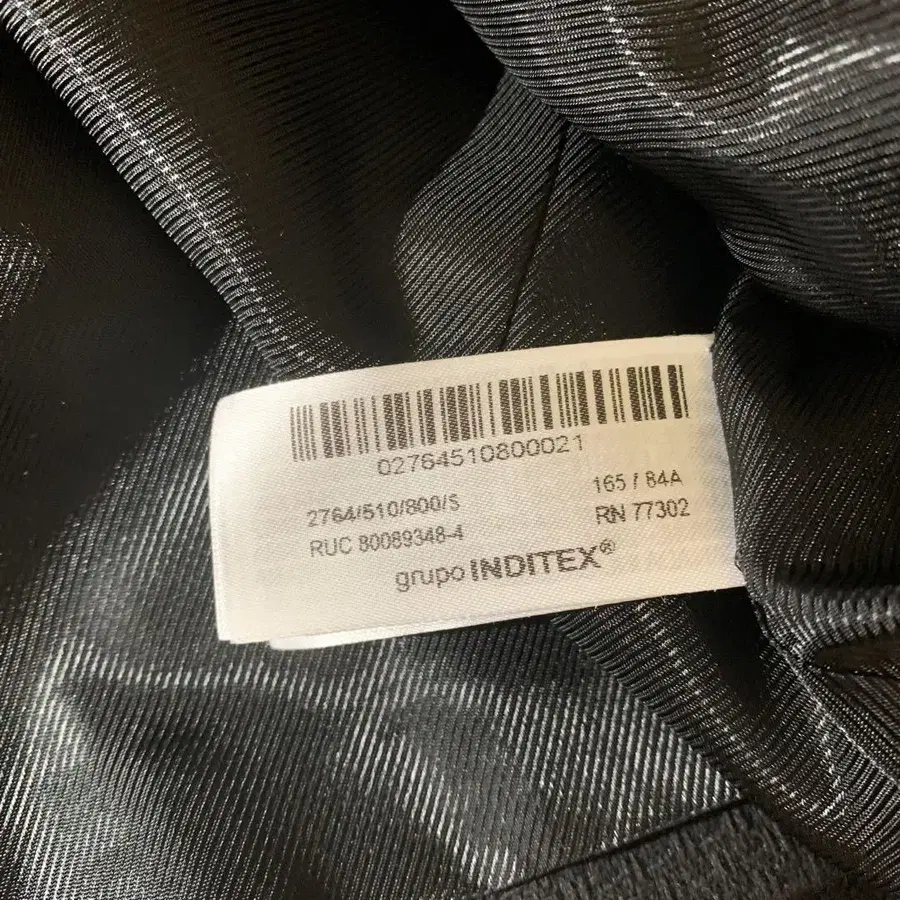 02764510800021
2764/510/800/S 165 / 84A
RUC 80089348-4 RN 77302
grupo INDITEX®